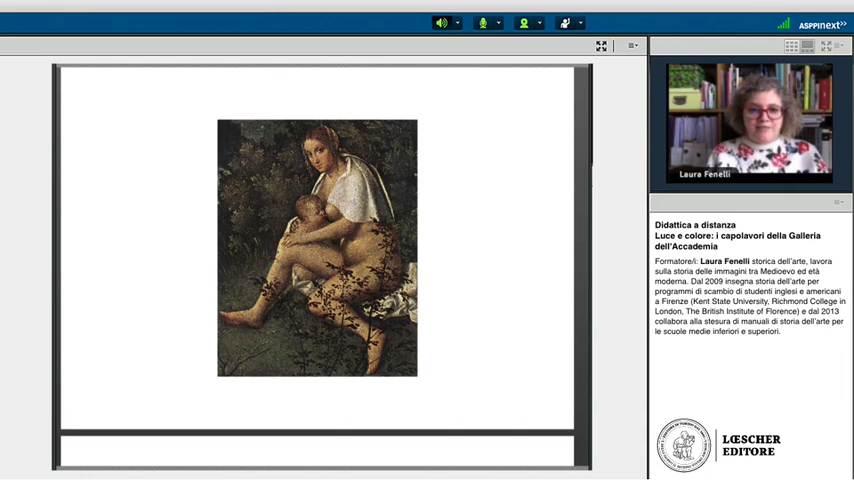 ASPPInext>>
Laura Fenelli
Didattica a distanza
Luce e colore: i capolavori della Galleria
dell'Accademia
Formatore/i: Laura Fenelli storica dell'arte, lavora
sulla storia delle immagini tra Medioevo ed età
moderna. Dal 2009 insegna storia dell'arte per
programmi di scambio di studenti inglesi e americani
a Firenze (Kent State University, Richmond College in
London, The British Institute of Florence) e dal 2013
collabora alla stesura di manuali di storia dell'arte per
le scuole medie inferiori e superiori.
LŒSCHER
EDITORE